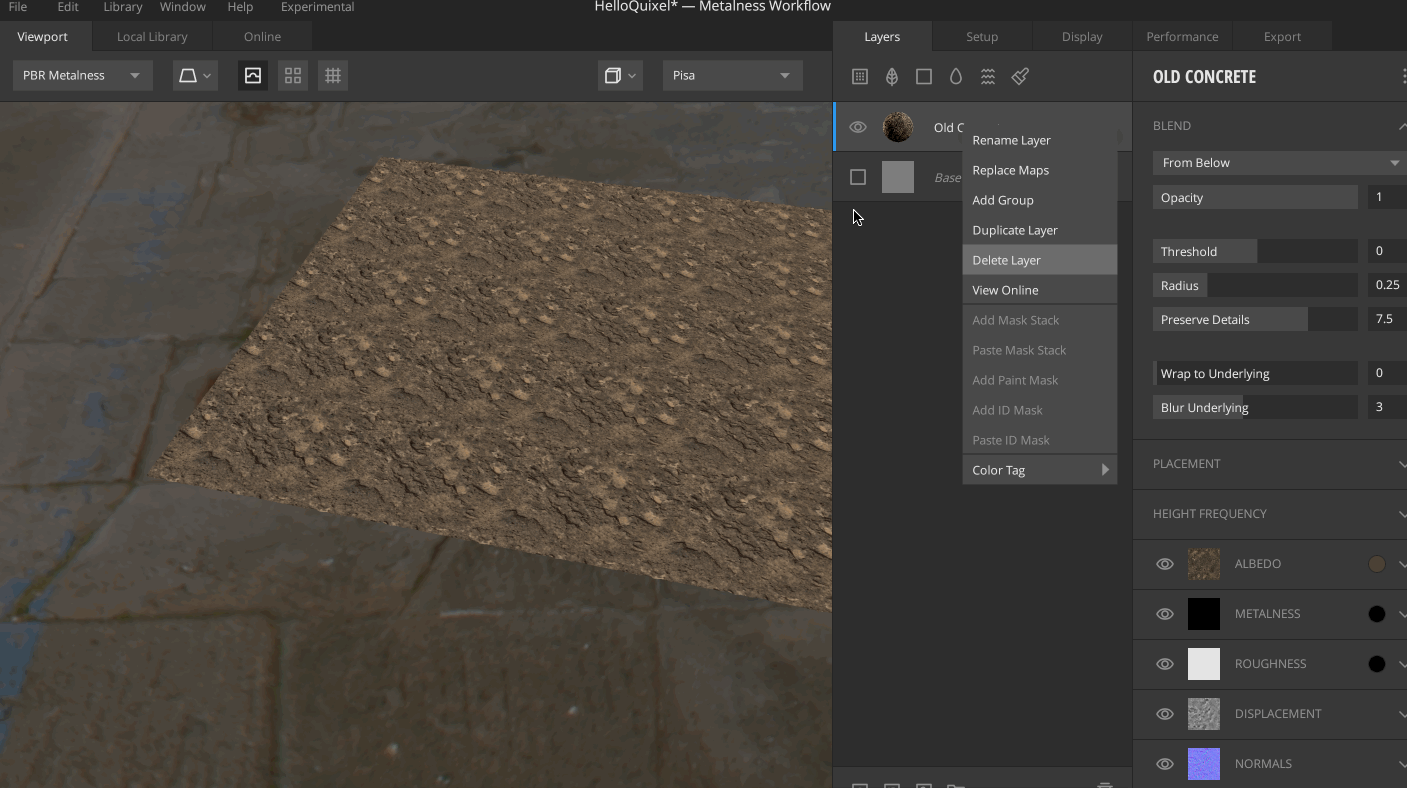 File Edit Library Window Help Experimental
HelloQuixel* — Metalness Workflow
Viewport Local Library Online
PBR Metalness
Pisa
Layers Setup Display
Old C
Base
Rename Layer
Replace Maps
Add Group
Duplicate Layer
Delete Layer
View Online
Add Mask Stack
Paste Mask Stack
Add Paint Mask
Add ID Mask
Paste ID Mask
Color Tag
Performance Export
OLD CONCRETE
BLEND
From Below
Opacity 1
Threshold 0
Radius 0.25
Preserve Details 7.5
Wrap to Underlying 0
Blur Underlying 3
PLACEMENT
HEIGHT FREQUENCY
ALBEDO
METALNESS
ROUGHNESS
DISPLACEMENT
NORMALS